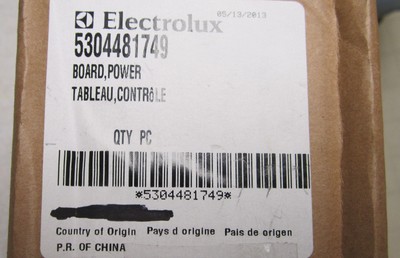 Electrolux 05/13/2013
5304481749
BOARD,POWER
TABLEAU,CONTRôLE
QTY PC
*5304481749*
Country of Origin Pays d origine Pais de origen
P.R. OF CHINA